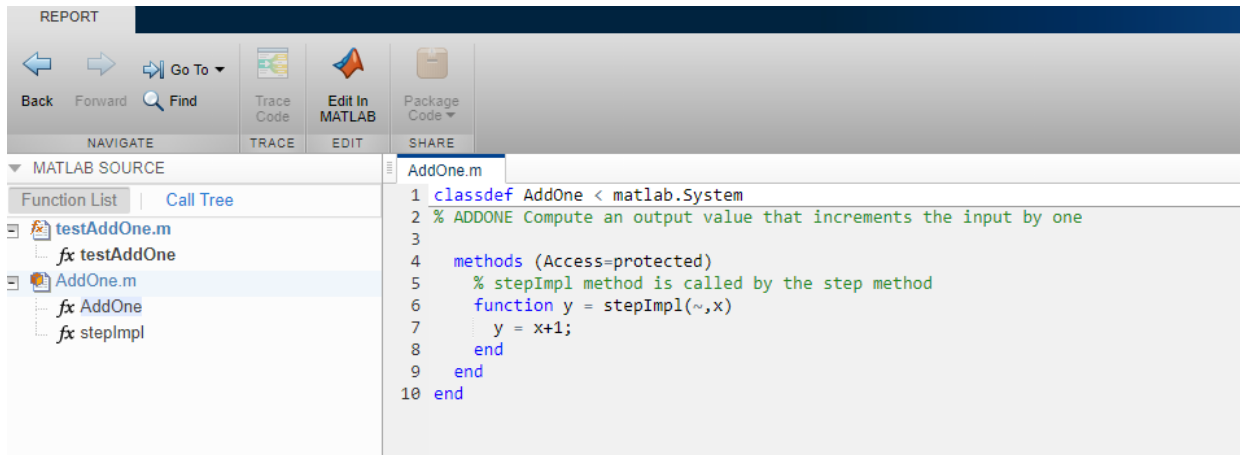 REPORT
Back
Forward
Go To
Find
Trace
Code
Edit In
MATLAB
Package
Code
NAVIGATE
TRACE
EDIT
SHARE
MATLAB SOURCE
Function List
Call Tree
testAddOne.m
fx testAddOne
AddOne.m
fx AddOne
fx stepImpl
AddOne.m
1 classdef AddOne < matlab.System
2 % ADDONE Compute an output value that increments the input by one
3
4 methods (Access=protected)
5 % stepImpl method is called by the step method
6 function y = stepImpl(~,x)
7 y = x+1;
8 end
9 end
10 end